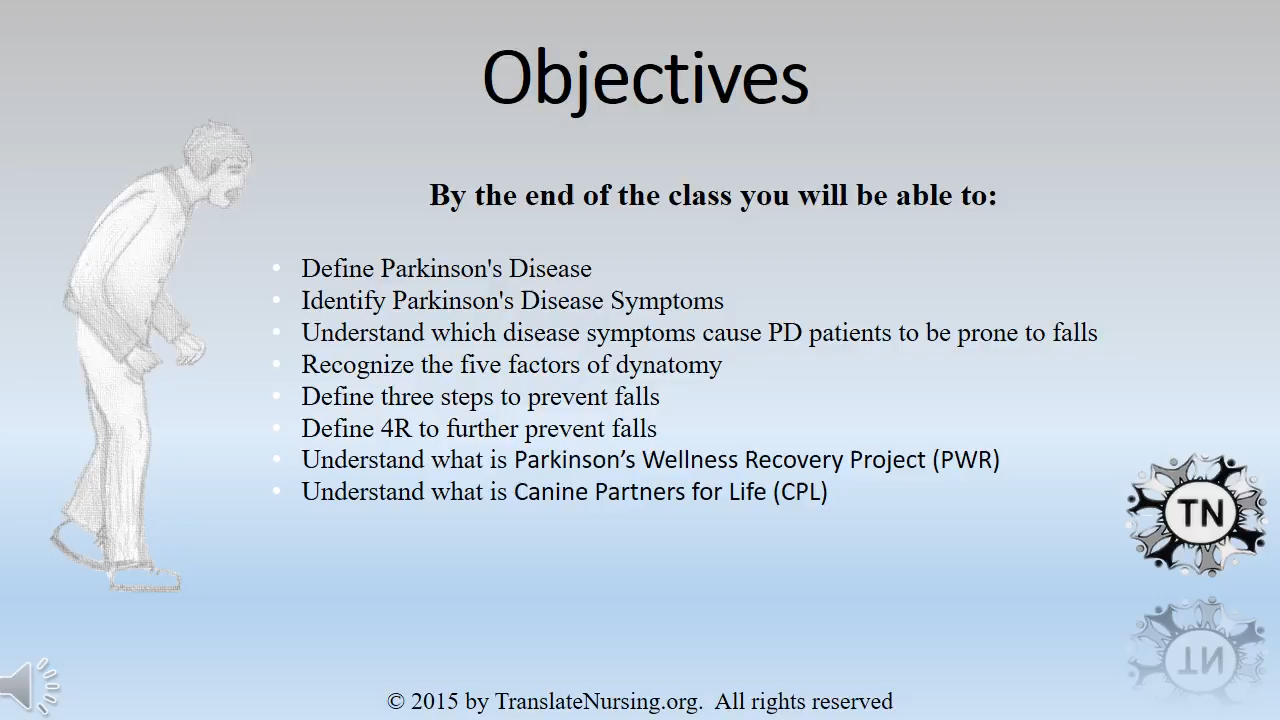 Objectives
By the end of the class you will be able to:
• Define Parkinson's Disease
• Identify Parkinson's Disease Symptoms
• Understand which disease symptoms cause PD patients to be prone to falls
• Recognize the five factors of dynatomy
• Define three steps to prevent falls
• Define 4R to further prevent falls
• Understand what is Parkinson’s Wellness Recovery Project (PWR)
• Understand what is Canine Partners for Life (CPL)
TN
© 2015 by TranslateNursing.org.  All rights reserved